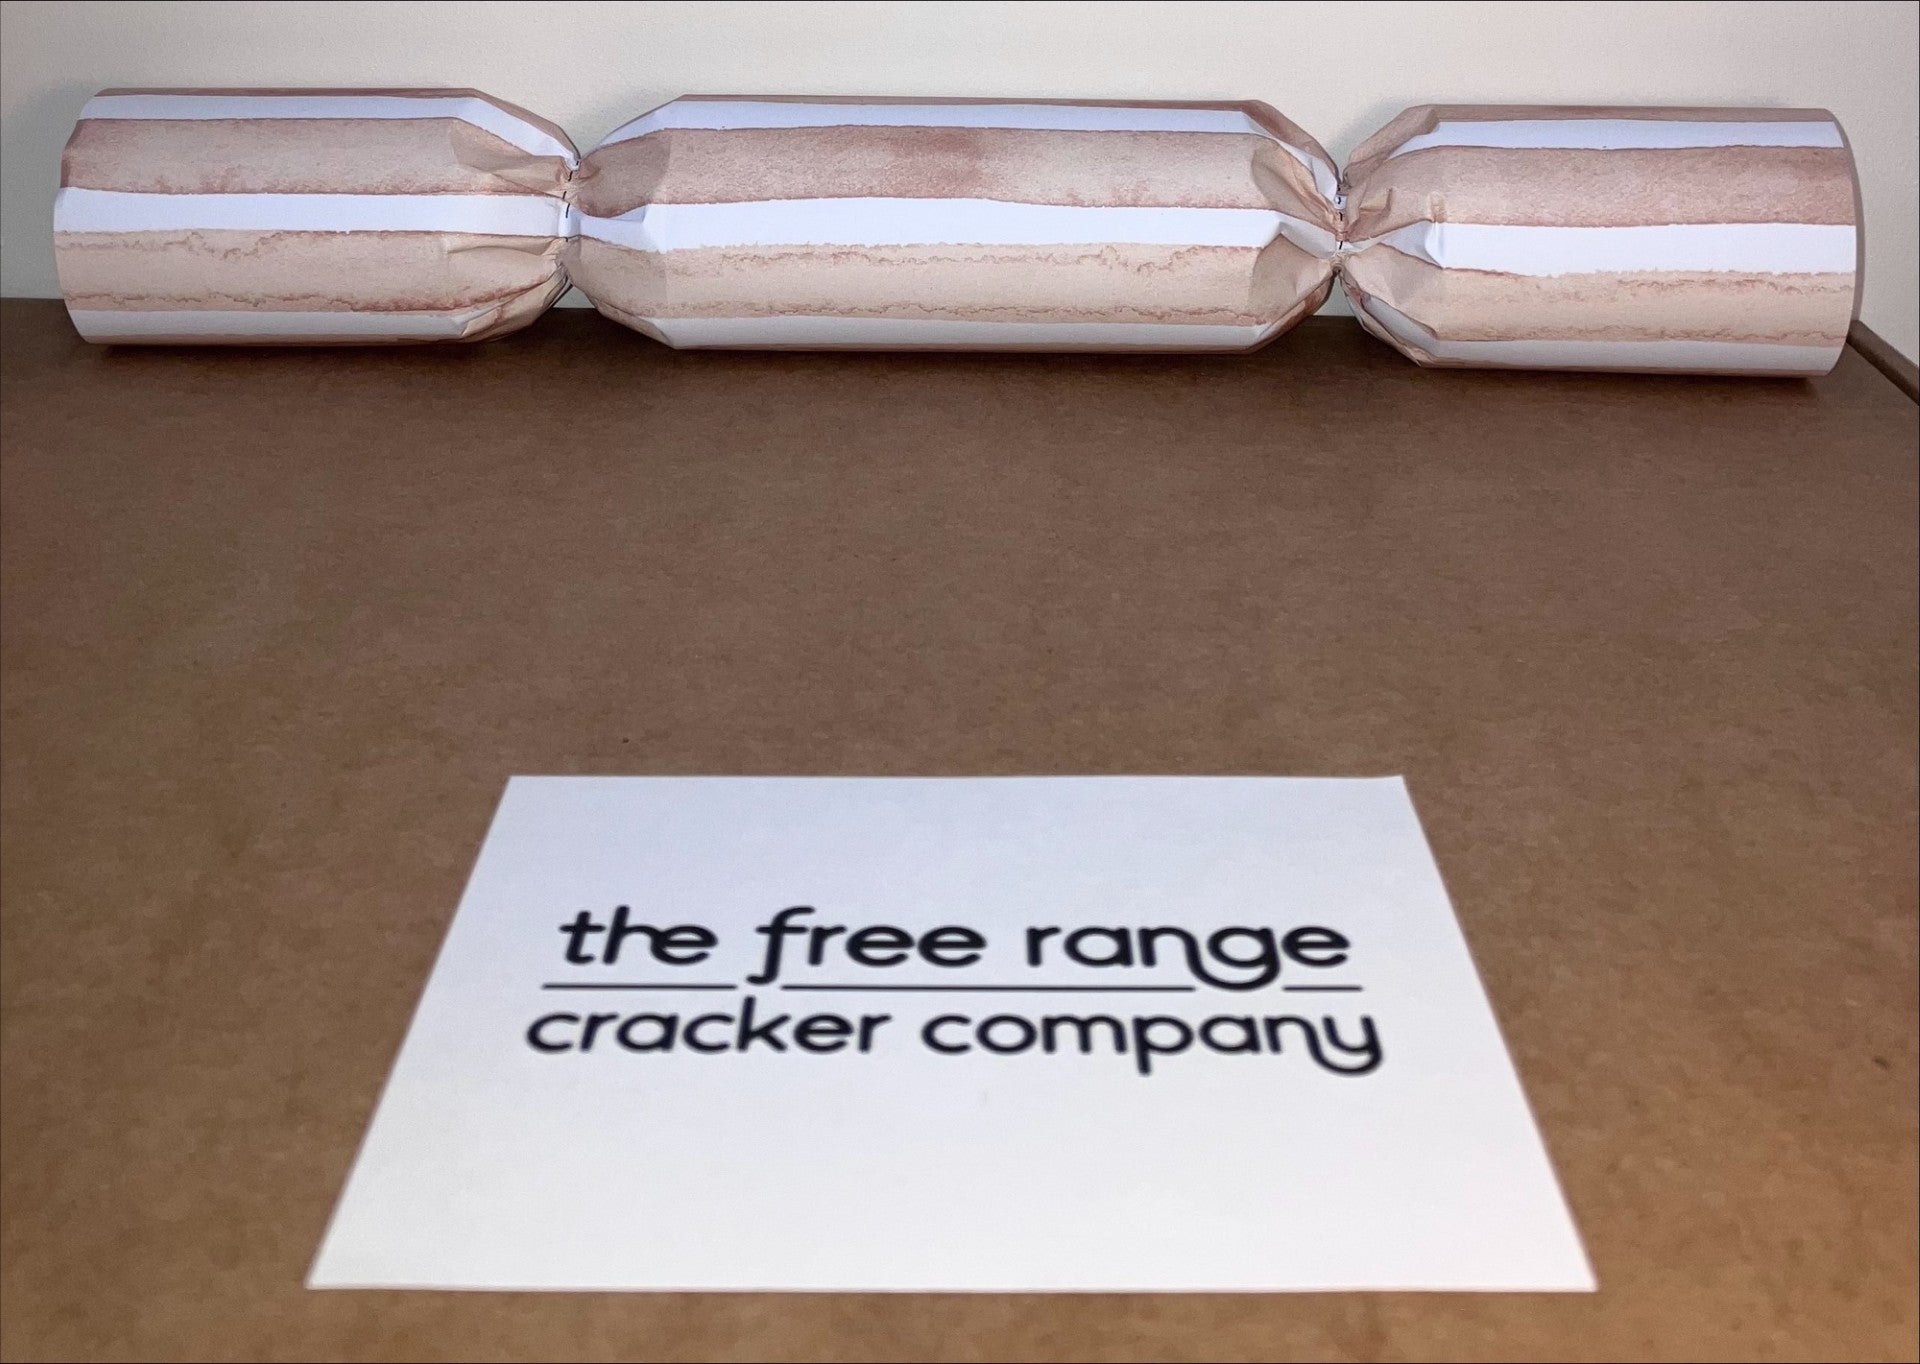 the free range
cracker company